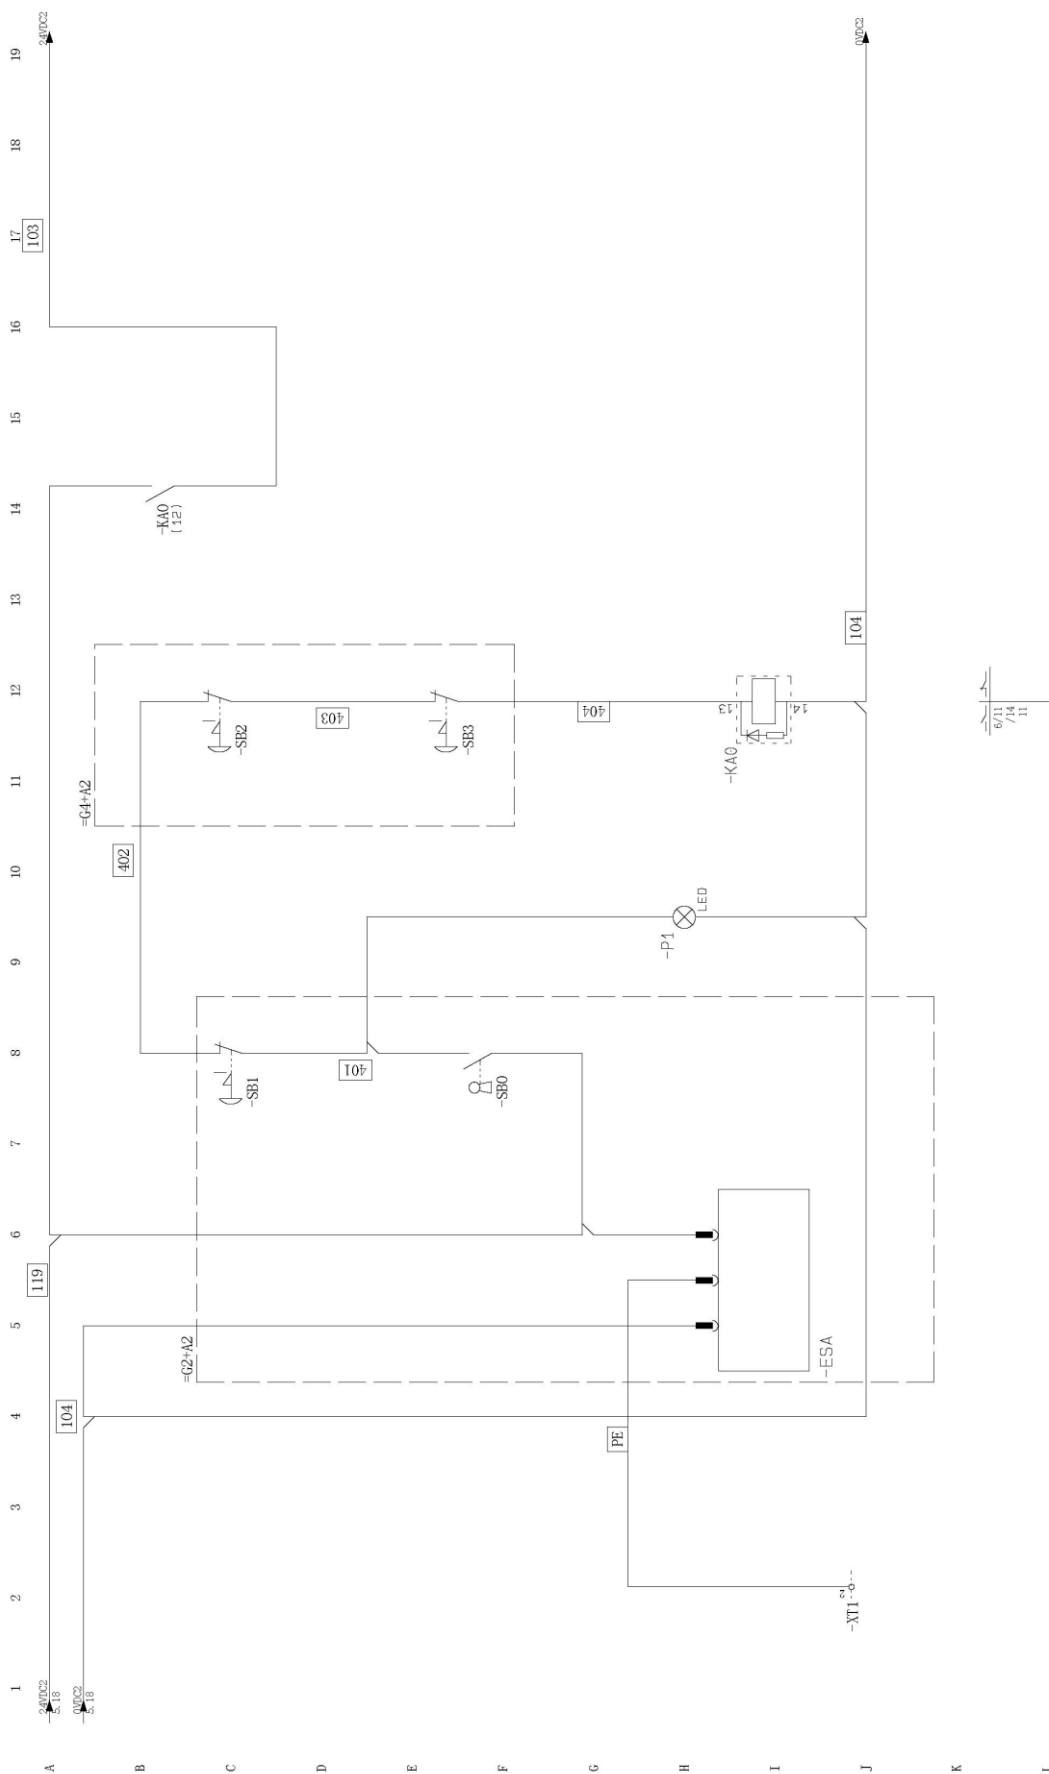 24VDC2
5.18
0VDC2
5.18
119
104
=G2+A2
-ESA
PE
-XT1
2
-SB1
401
-SB0
402
-P1
LED
=G4+A2
-SB2
403
-SB3
404
-KA0
13
14
104
-KA0
(12)
103
24VDC2
0VDC2
6/11
/14
11
1
2
3
4
5
6
7
8
9
10
11
12
13
14
15
16
17
18
19
A
B
C
D
E
F
G
H
I
J
K